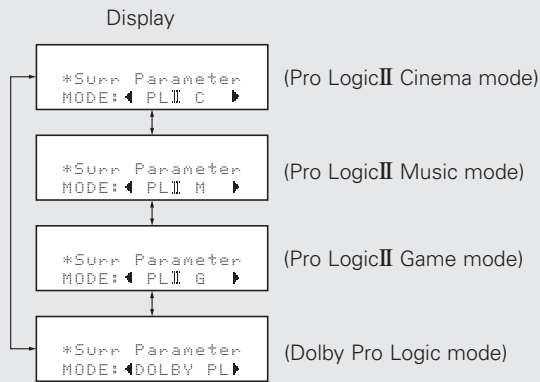 Display
*Surr Parameter
MODE:◀ PLⅡ C ▶
(Pro LogicⅡ Cinema mode)
*Surr Parameter
MODE:◀ PLⅡ M ▶
(Pro LogicⅡ Music mode)
*Surr Parameter
MODE:◀ PLⅡ G ▶
(Pro LogicⅡ Game mode)
*Surr Parameter
MODE:◀DOLBY PL▶
(Dolby Pro Logic mode)